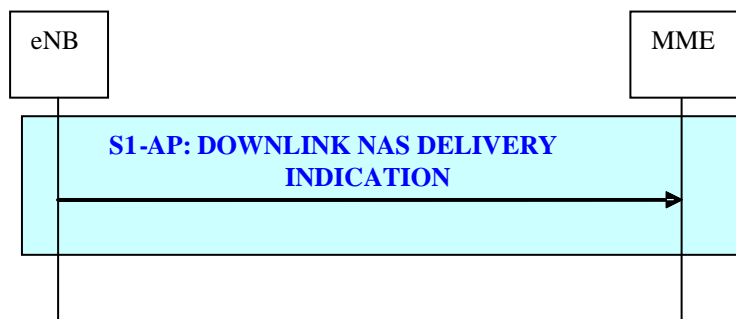 eNB
MME
S1-AP: DOWNLINK NAS DELIVERY
INDICATION